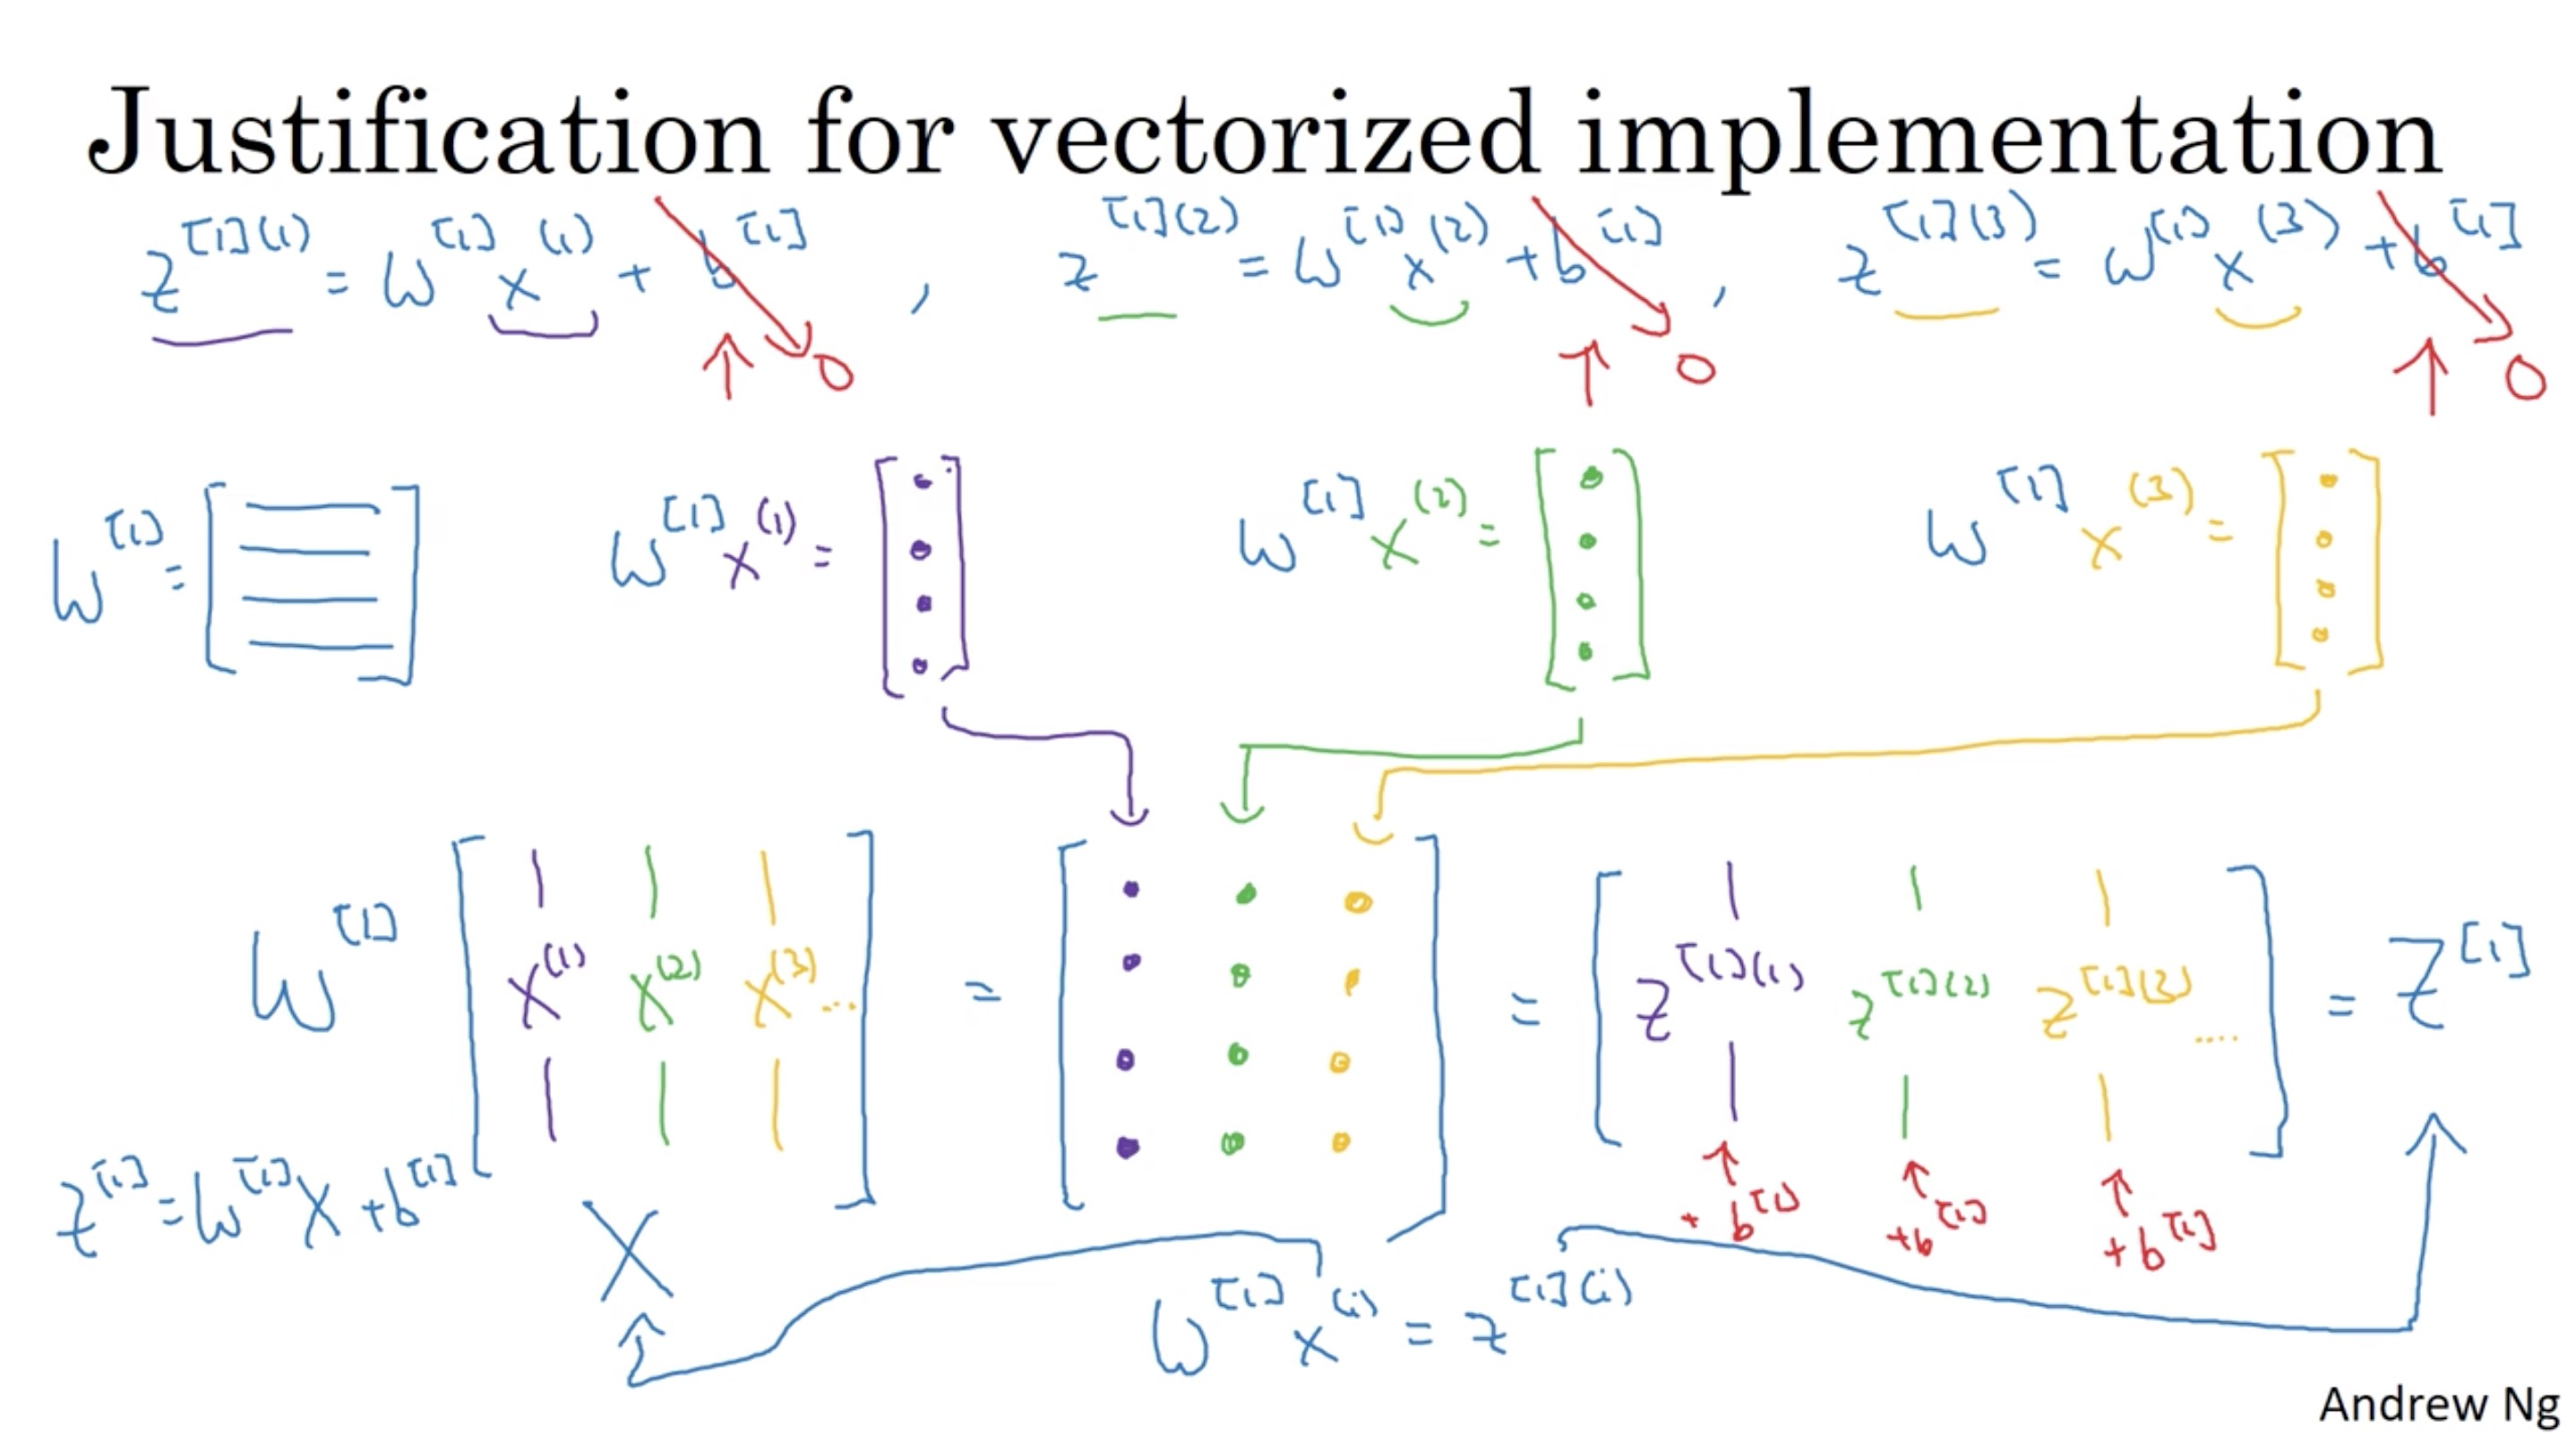 Justification for vectorized implementation
z^[1](1) = W^[1] x^(1) + b^[1] , z^[1](2) = W^[1] x^(2) + b^[1] , z^[1](3) = W^[1] x^(3) + b^[1]
0 0 0
W^[1] = W^[1] x^(1) = W^[1] x^(2) = W^[1] x^(3) =
W^[1] [ x^(1) x^(2) x^(3) ... ] = = [ z^[1](1) z^[1](2) z^[1](3) .... ] = Z^[1]
z^[1] = W^[1] X + b^[1]
+ b^[1] + b^[1] + b^[1]
X
W^[1] x^(i) = z^[1](i)
Andrew Ng